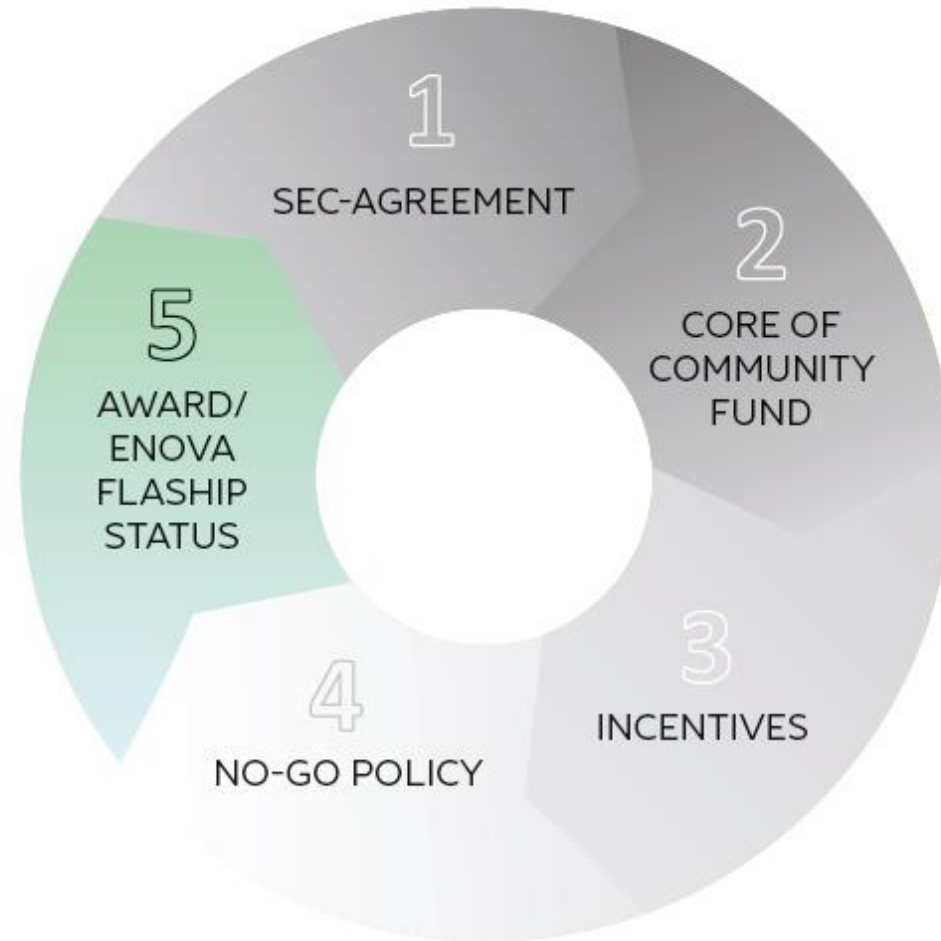 1
SEC-AGREEMENT
2
CORE OF
COMMUNITY
FUND
3
INCENTIVES
4
NO-GO POLICY
5
AWARD/
ENOVA
FLASHIP
STATUS